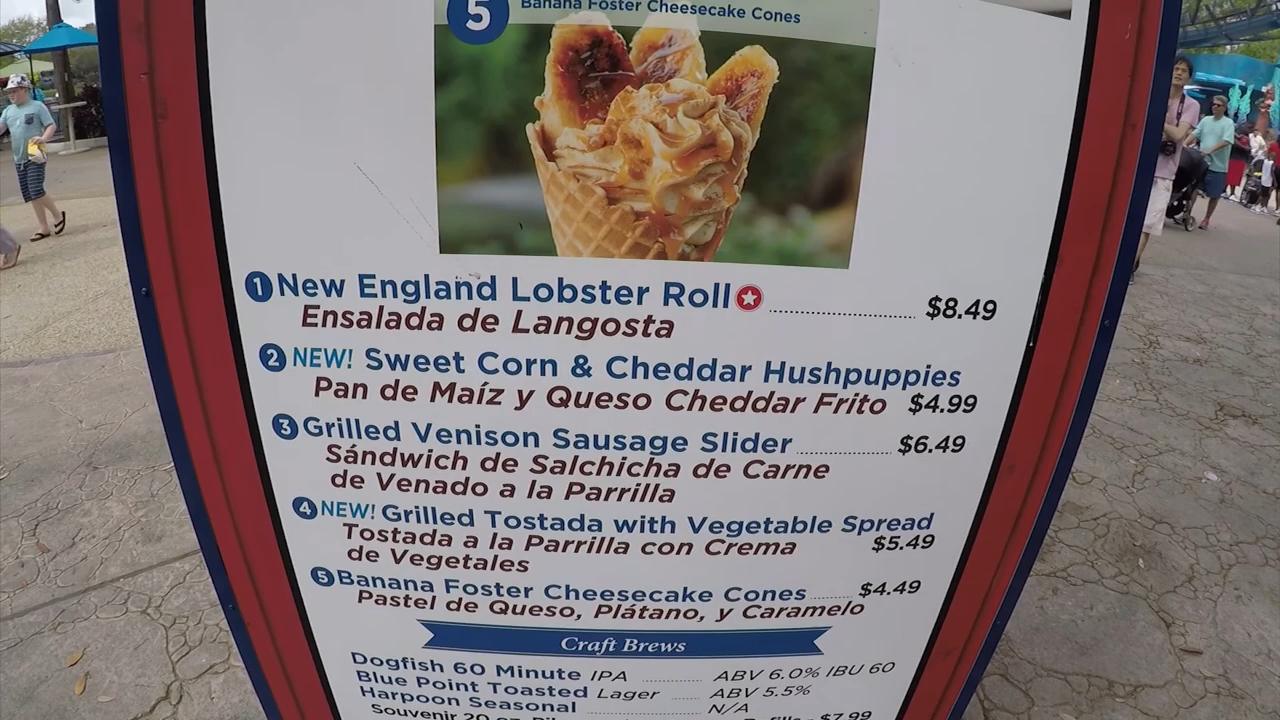 5 Banana Foster Cheesecake Cones
1 New England Lobster Roll ........ $8.49
Ensalada de Langosta
2 NEW! Sweet Corn & Cheddar Hushpuppies
Pan de Maíz y Queso Cheddar Frito $4.99
3 Grilled Venison Sausage Slider ........ $6.49
Sándwich de Salchicha de Carne
de Venado a la Parrilla
4 NEW! Grilled Tostada with Vegetable Spread
Tostada a la Parrilla con Crema $5.49
de Vegetales
5 Banana Foster Cheesecake Cones ........ $4.49
Pastel de Queso, Plátano, y Caramelo
Craft Brews
Dogfish 60 Minute IPA ........ ABV 6.0% IBU 60
Blue Point Toasted Lager ........ ABV 5.5%
Harpoon Seasonal ........ N/A
Souvenir 20 oz. $7.99